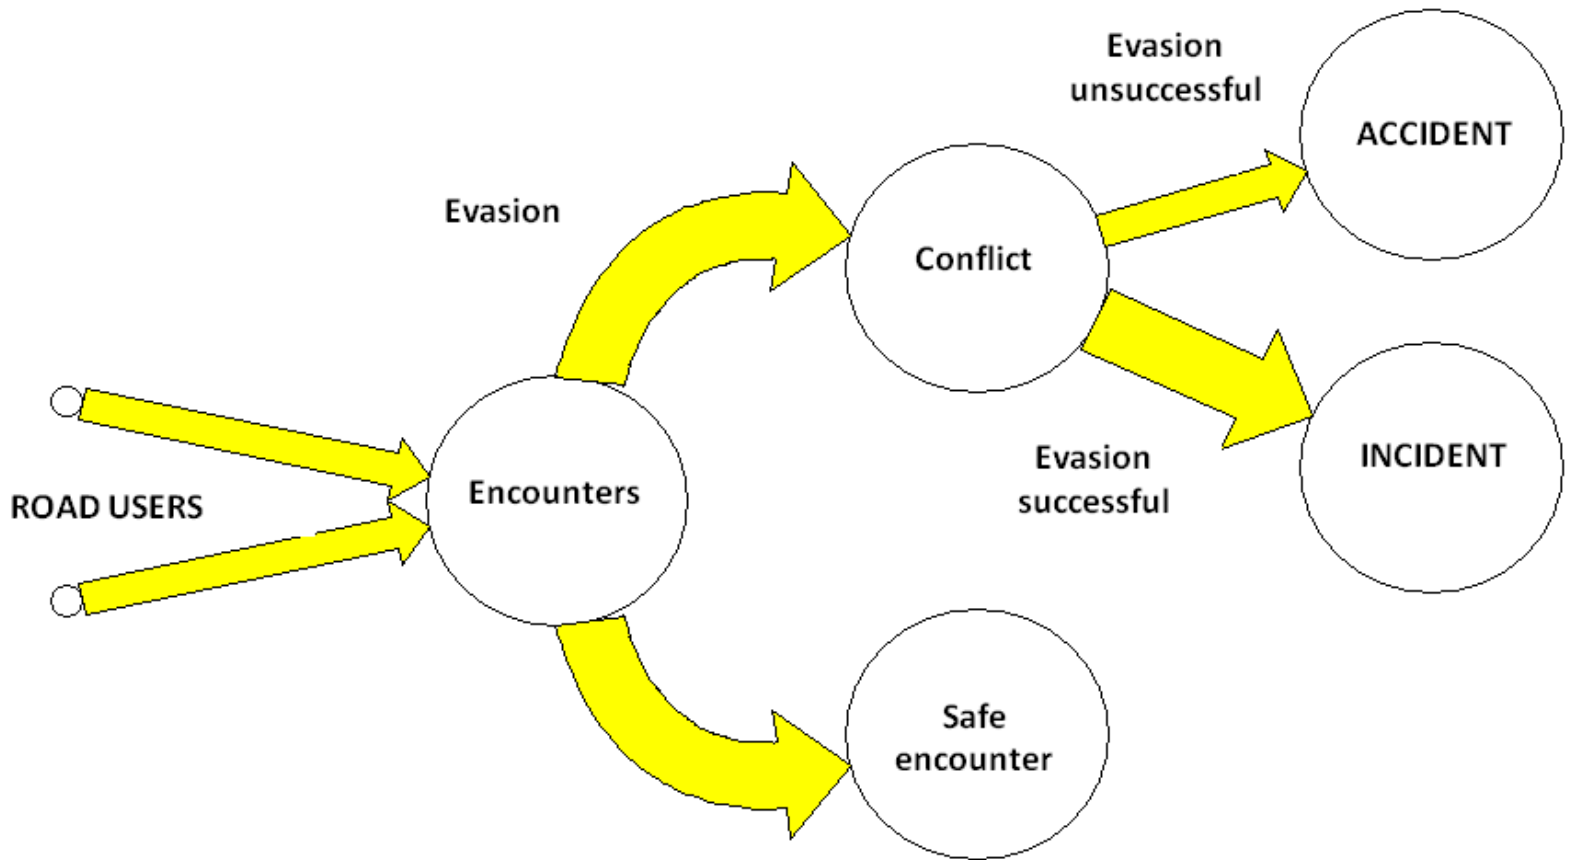 Evasion
unsuccessful
ACCIDENT
Evasion
Conflict
ROAD USERS
Encounters
Evasion
successful
INCIDENT
Safe
encounter